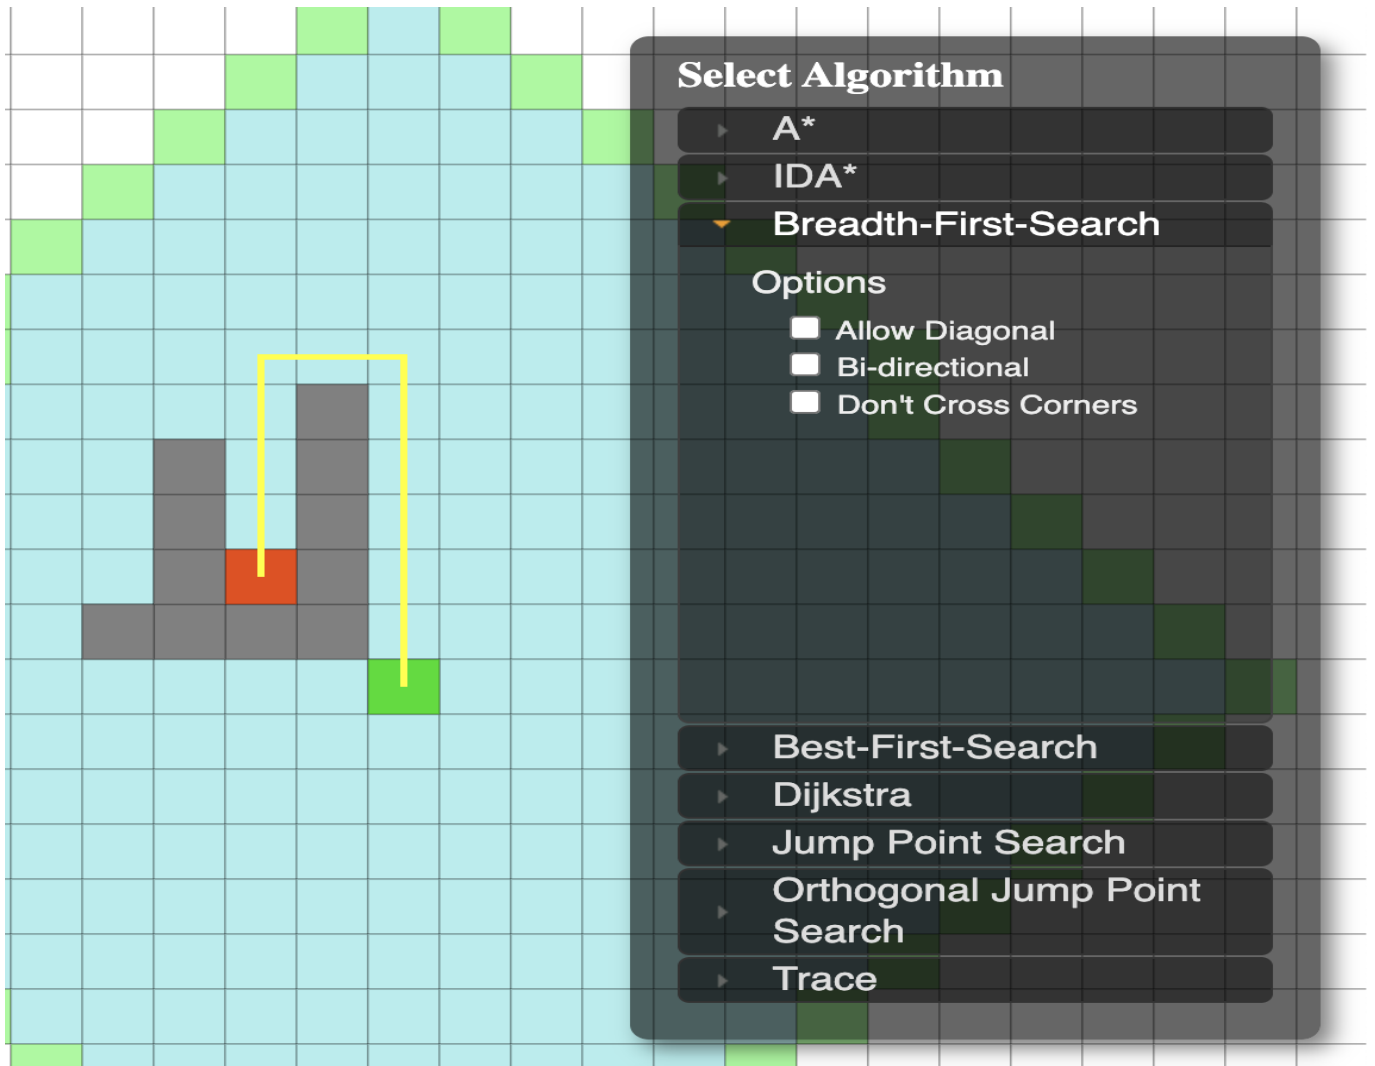 Select Algorithm
A*
IDA*
Breadth-First-Search
Options
Allow Diagonal
Bi-directional
Don't Cross Corners
Best-First-Search
Dijkstra
Jump Point Search
Orthogonal Jump Point
Search
Trace